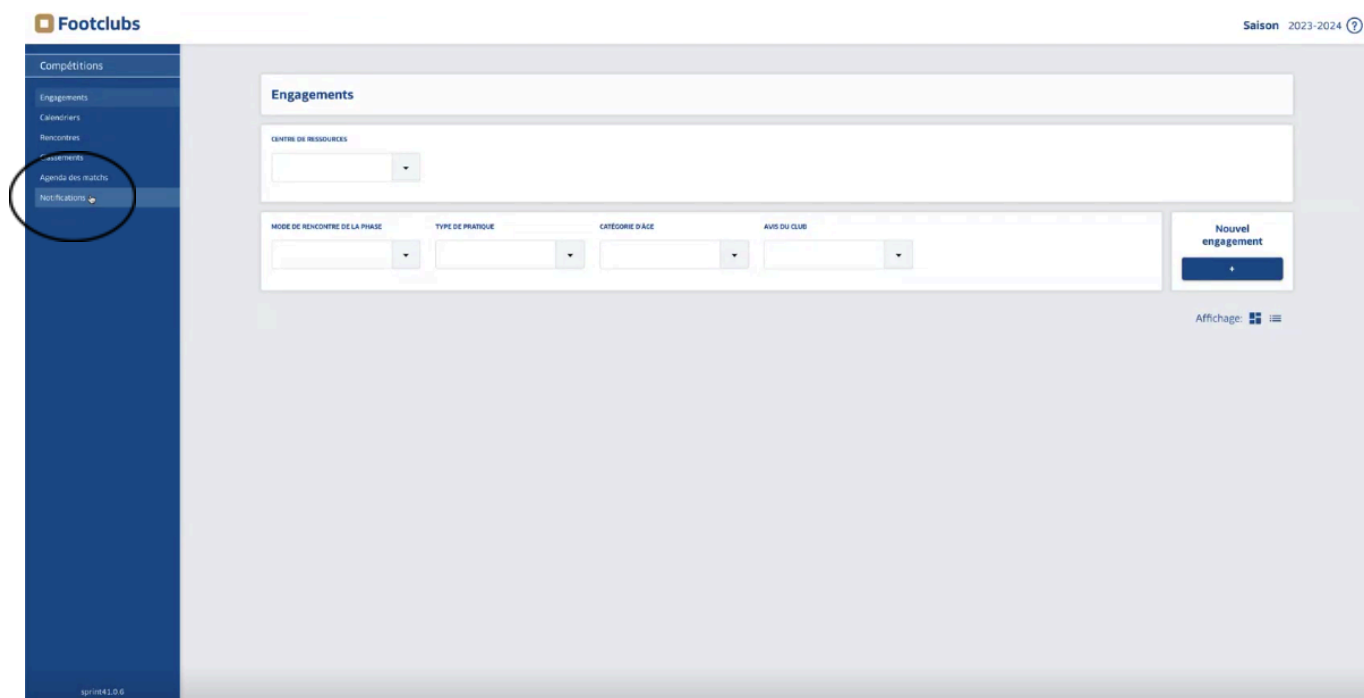 Footclubs
Saison 2023-2024 ?
Compétitions
Engagements
Calendriers
Rencontres
Classements
Agenda des matchs
Notifications
Engagements
CENTRE DE RESSOURCES
MODE DE RENCONTRE DE LA PHASE
TYPE DE PRATIQUE
CATÉGORIE D'ÂGE
AVIS DU CLUB
Nouvel
engagement
+
Affichage:
sprint41.0.6